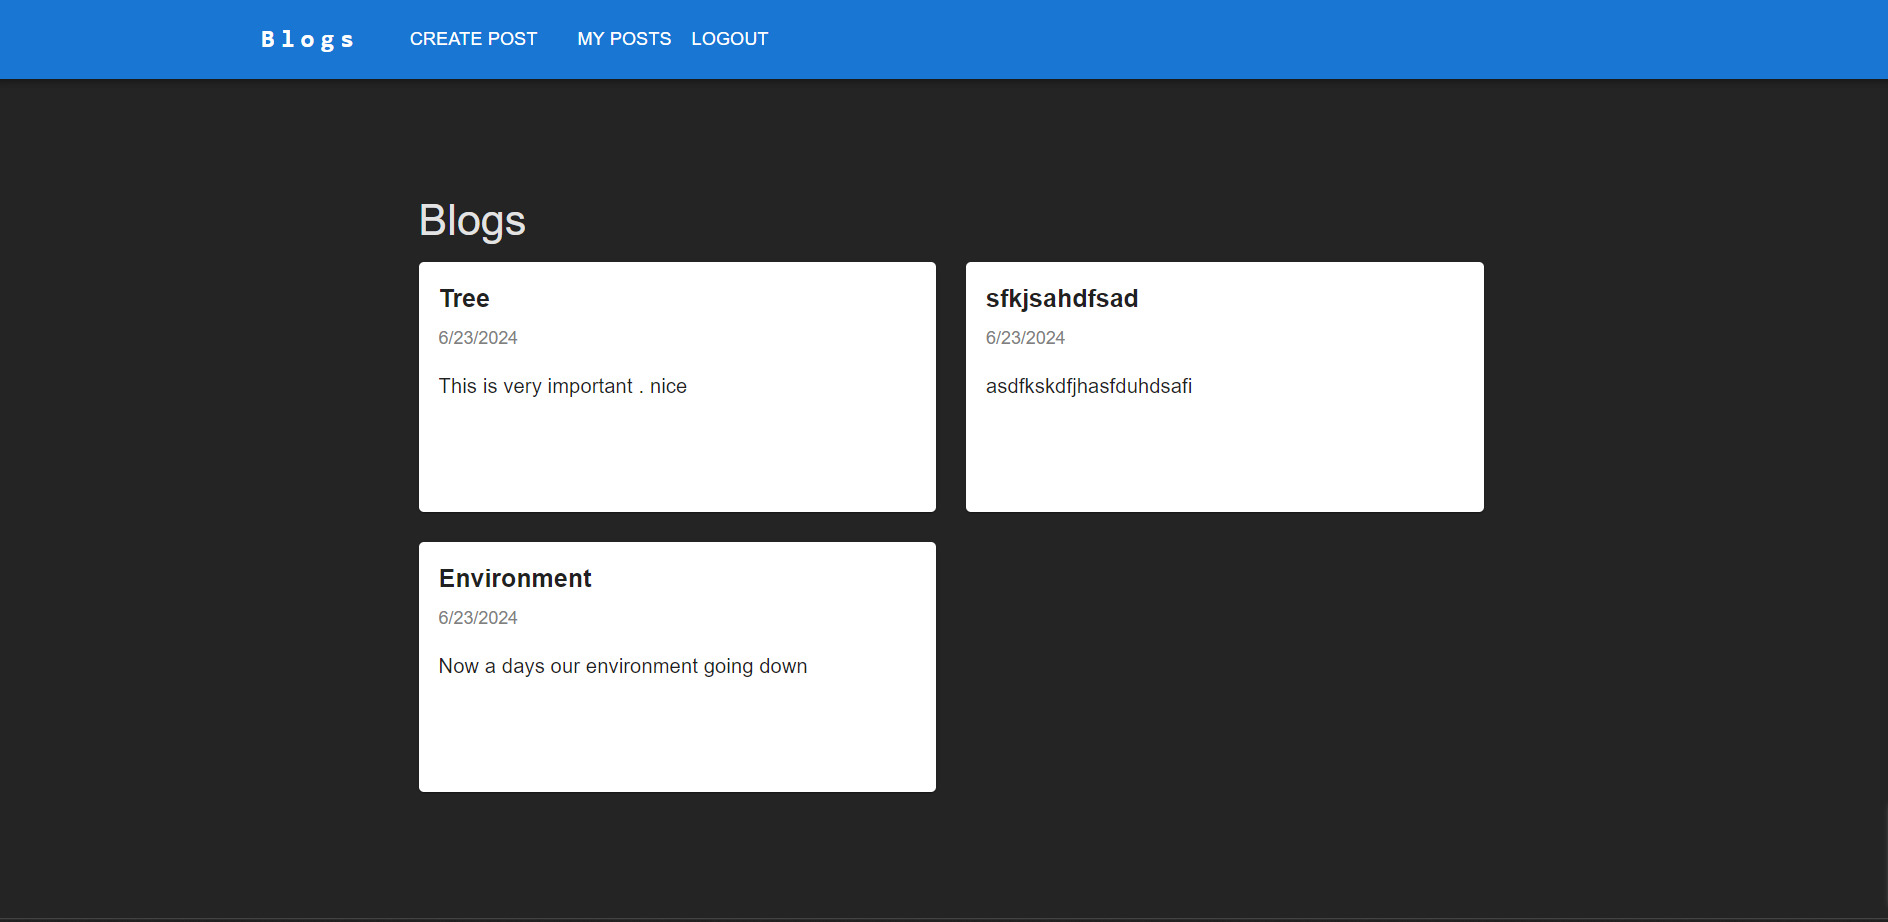 Blogs CREATE POST MY POSTS LOGOUT
Blogs
Tree
6/23/2024
This is very important . nice
sfkjsahdfsad
6/23/2024
asdfkskdfjhasfduhdsafi
Environment
6/23/2024
Now a days our environment going down